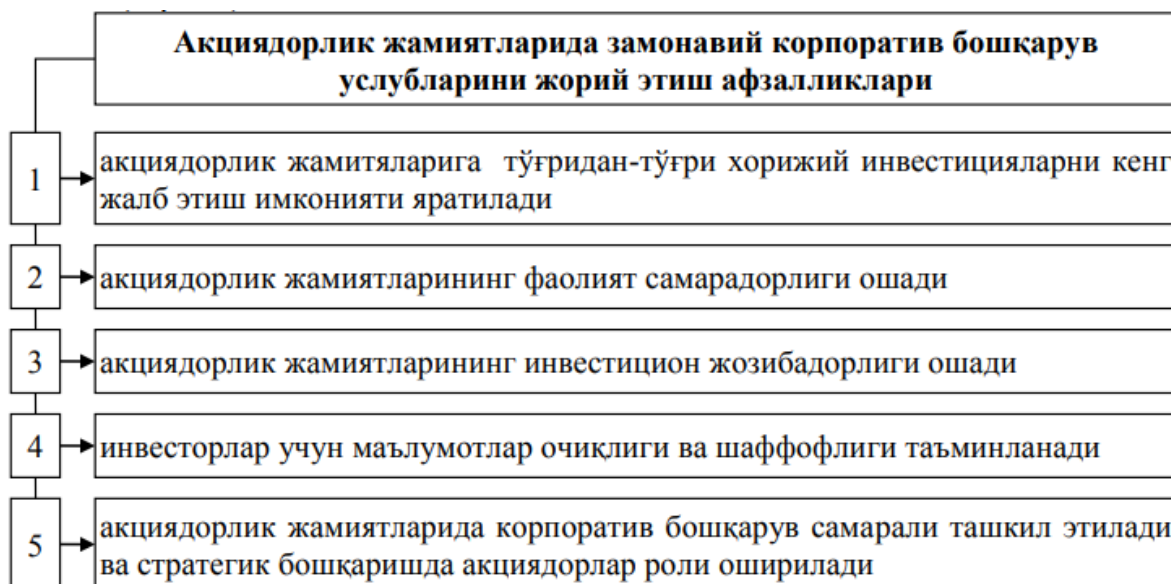 Акциядорлик жамиятларида замонавий корпоратив бошқарув
услубларини жорий этиш афзалликлари
1
акциядорлик жамитяларига тўғридан-тўғри хорижий инвестицияларни кенг
жалб этиш имконияти яратилади
2
акциядорлик жамиятларининг фаолият самарадорлиги ошади
3
акциядорлик жамиятларининг инвестицион жозибадорлиги ошади
4
инвесторлар учун маълумотлар очиқлиги ва шаффофлиги таъминланади
5
акциядорлик жамиятларида корпоратив бошқарув самарали ташкил этилади
ва стратегик бошқаришда акциядорлар роли оширилади